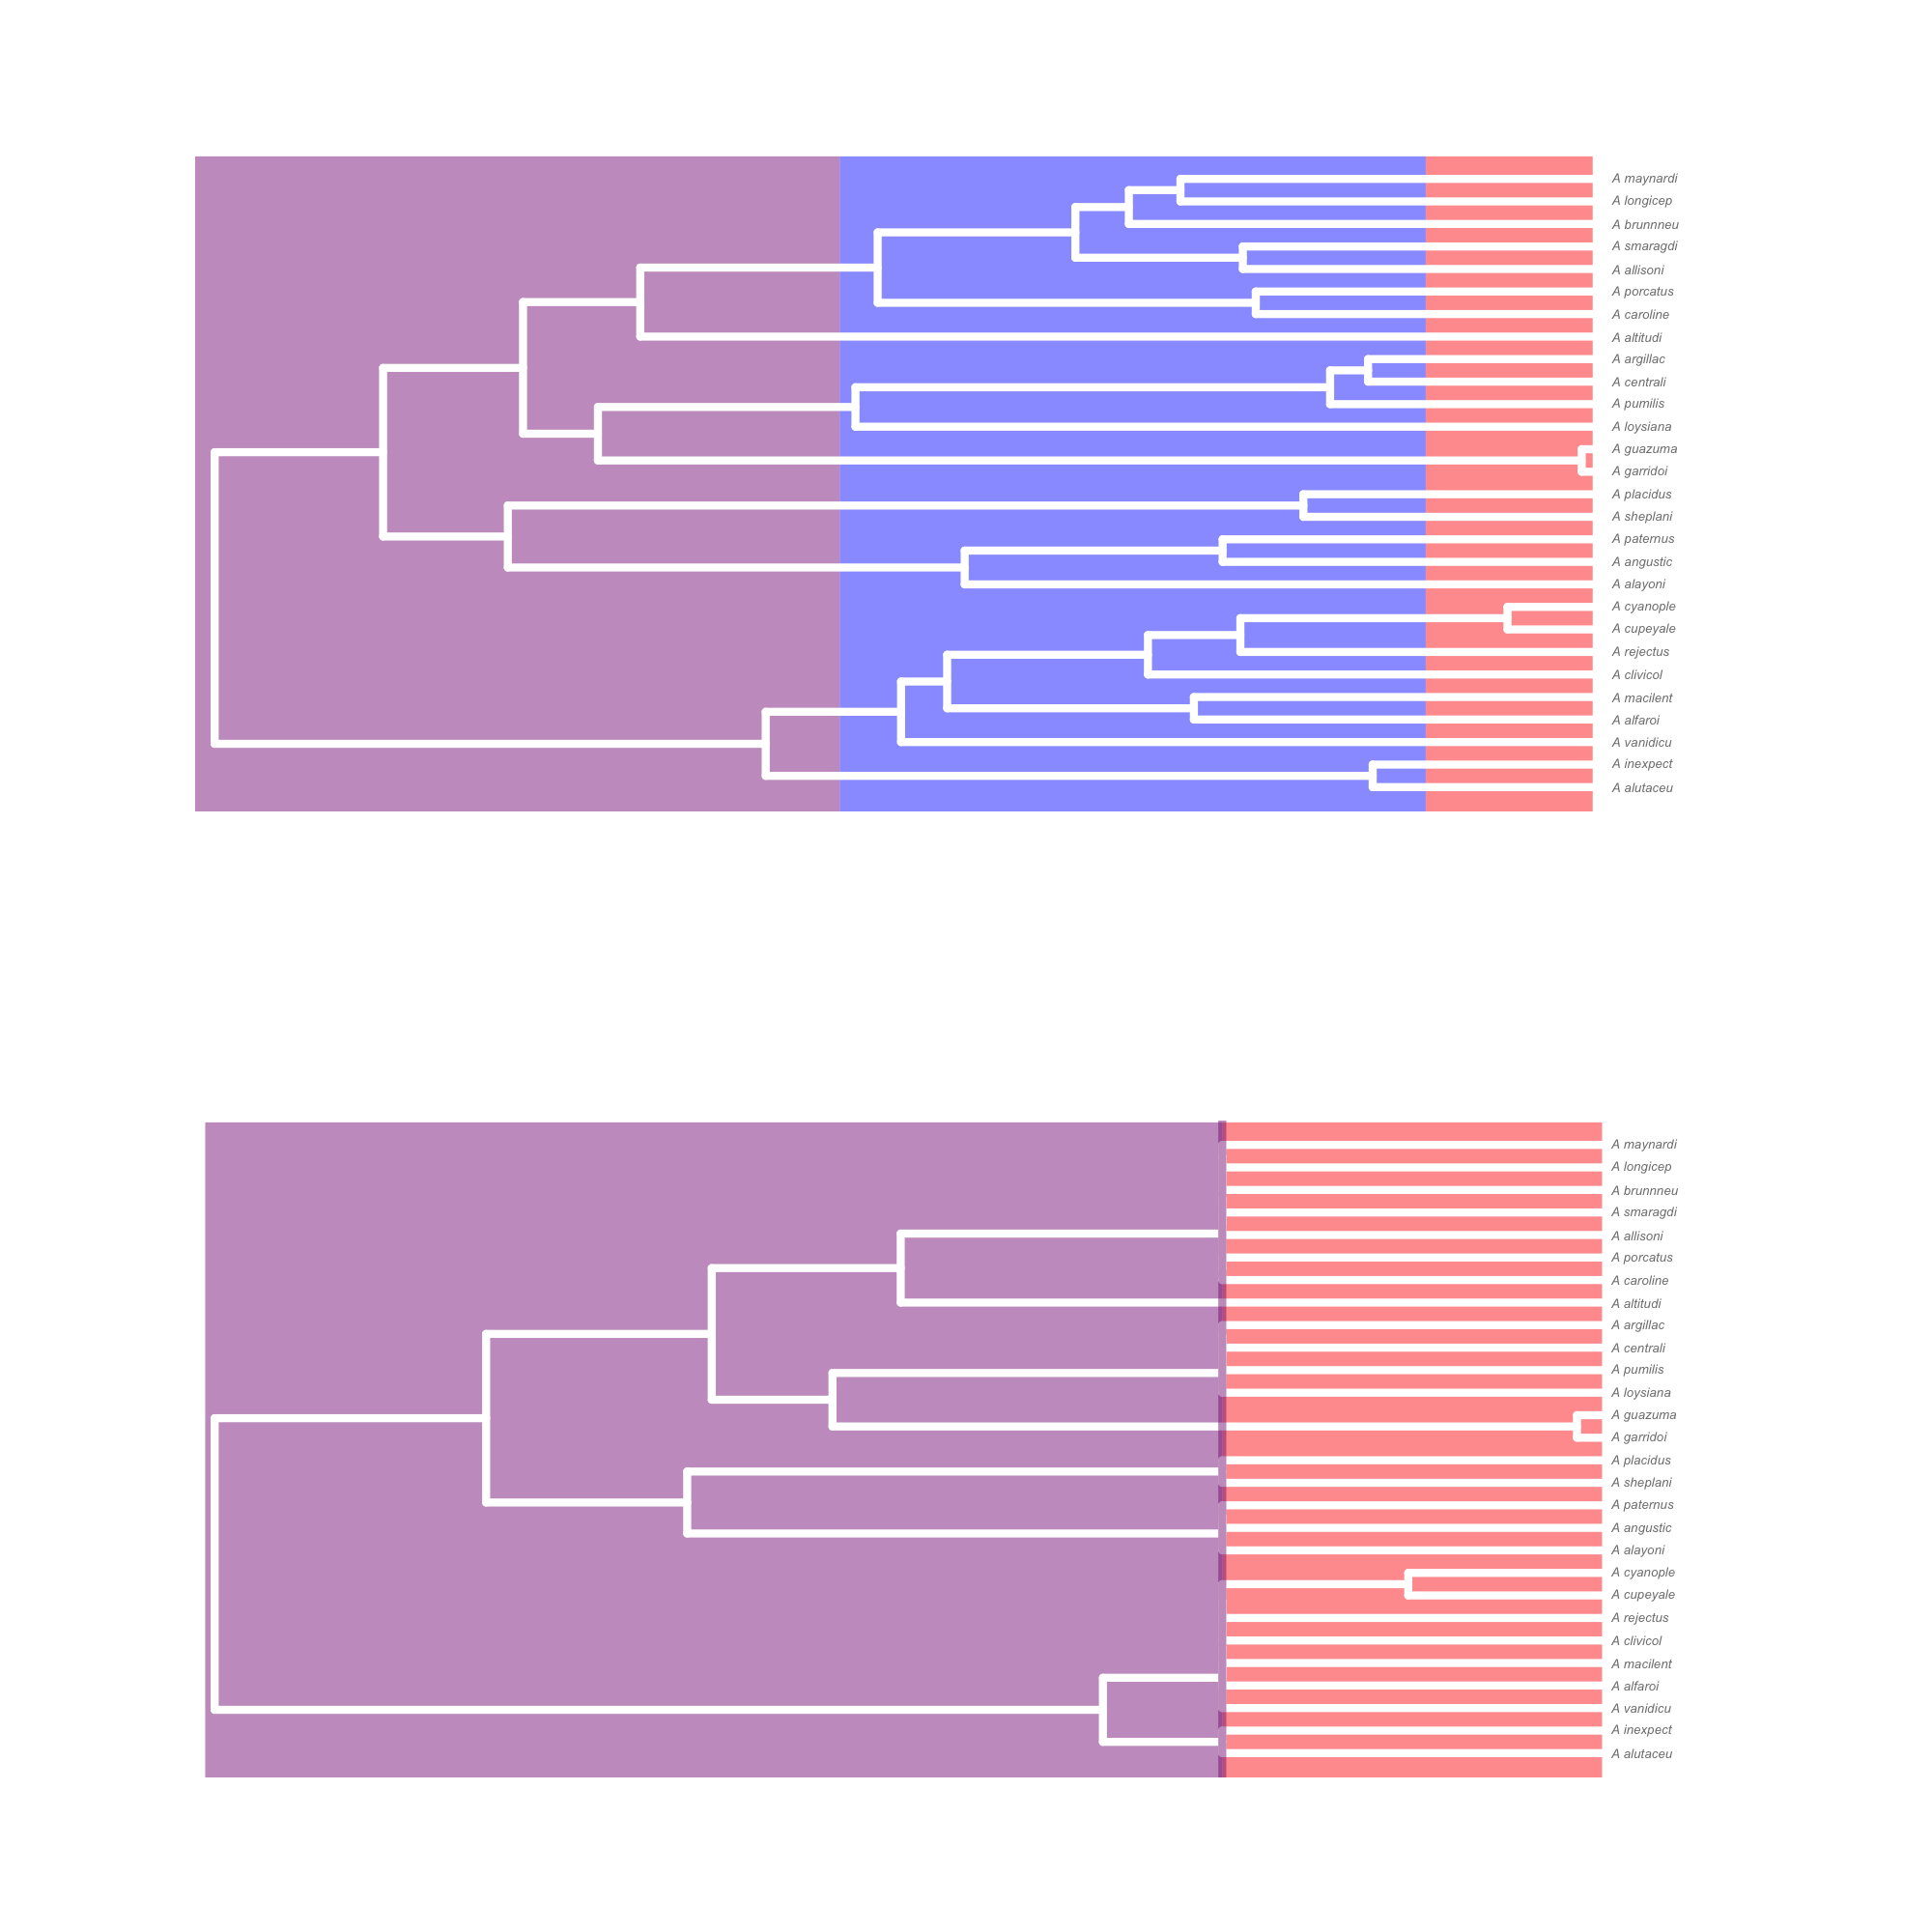 A maynardi
A longicep
A brunnneu
A smaragdi
A allisoni
A porcatus
A caroline
A altitudi
A argillac
A centrali
A pumilis
A loysiana
A guazuma
A garridoi
A placidus
A sheplani
A paternus
A angustic
A alayoni
A cyanople
A cupeyale
A rejectus
A clivicol
A macilent
A alfaroi
A vanidicu
A inexpect
A alutaceu
A maynardi
A longicep
A brunnneu
A smaragdi
A allisoni
A porcatus
A caroline
A altitudi
A argillac
A centrali
A pumilis
A loysiana
A guazuma
A garridoi
A placidus
A sheplani
A paternus
A angustic
A alayoni
A cyanople
A cupeyale
A rejectus
A clivicol
A macilent
A alfaroi
A vanidicu
A inexpect
A alutaceu